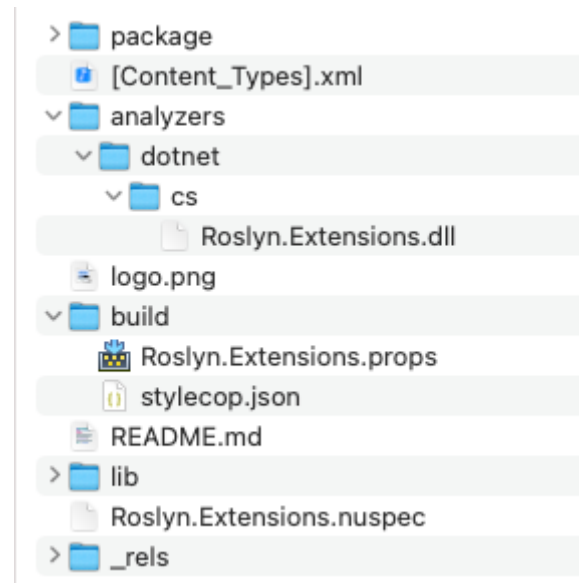 package
[Content_Types].xml
analyzers
dotnet
cs
Roslyn.Extensions.dll
logo.png
build
Roslyn.Extensions.props
stylecop.json
README.md
lib
Roslyn.Extensions.nuspec
_rels